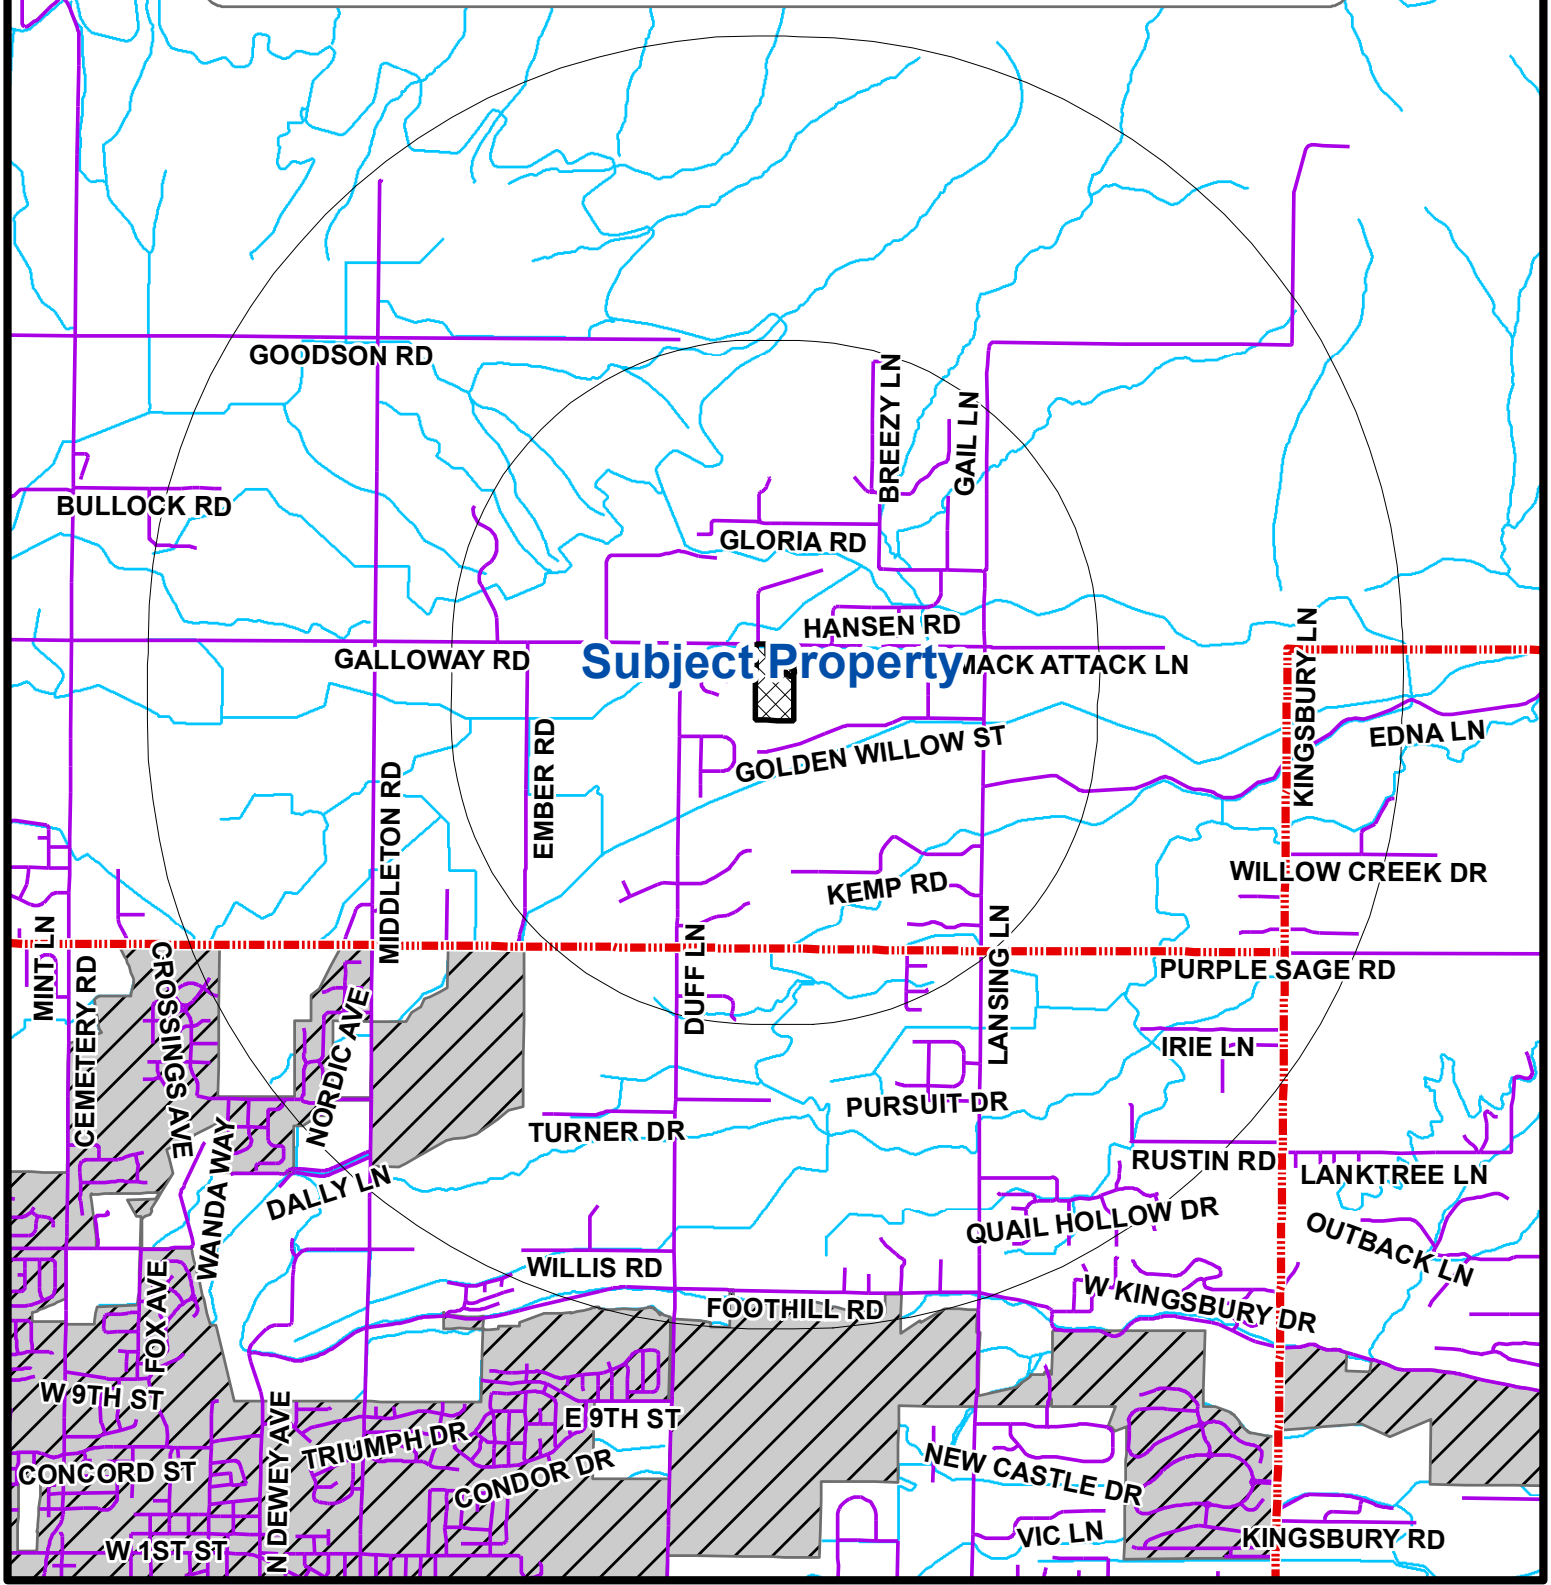 GOODSON RD
BREEZY LN
GAIL LN
BULLOCK RD
GLORIA RD
HANSEN RD
GALLOWAY RD
Subject Property
MACK ATTACK LN
KINGSBURY LN
EDNA LN
GOLDEN WILLOW ST
EMBER RD
MIDDLETON RD
WILLOW CREEK DR
KEMP RD
MINT LN
CEMETERY RD
CROSSINGS AVE
NORDIC AVE
DUFF LN
LANSING LN
PURPLE SAGE RD
IRIE LN
PURSUIT DR
TURNER DR
WANDA WAY
DALLY LN
RUSTIN RD
LANKTREE LN
QUAIL HOLLOW DR
OUTBACK LN
WILLIS RD
FOX AVE
FOOTHILL RD
W KINGSBURY DR
W 9TH ST
E 9TH ST
N DEWEY AVE
TRIUMPH DR
CONCORD ST
CONDOR DR
NEW CASTLE DR
VIC LN
KINGSBURY RD
W 1ST ST